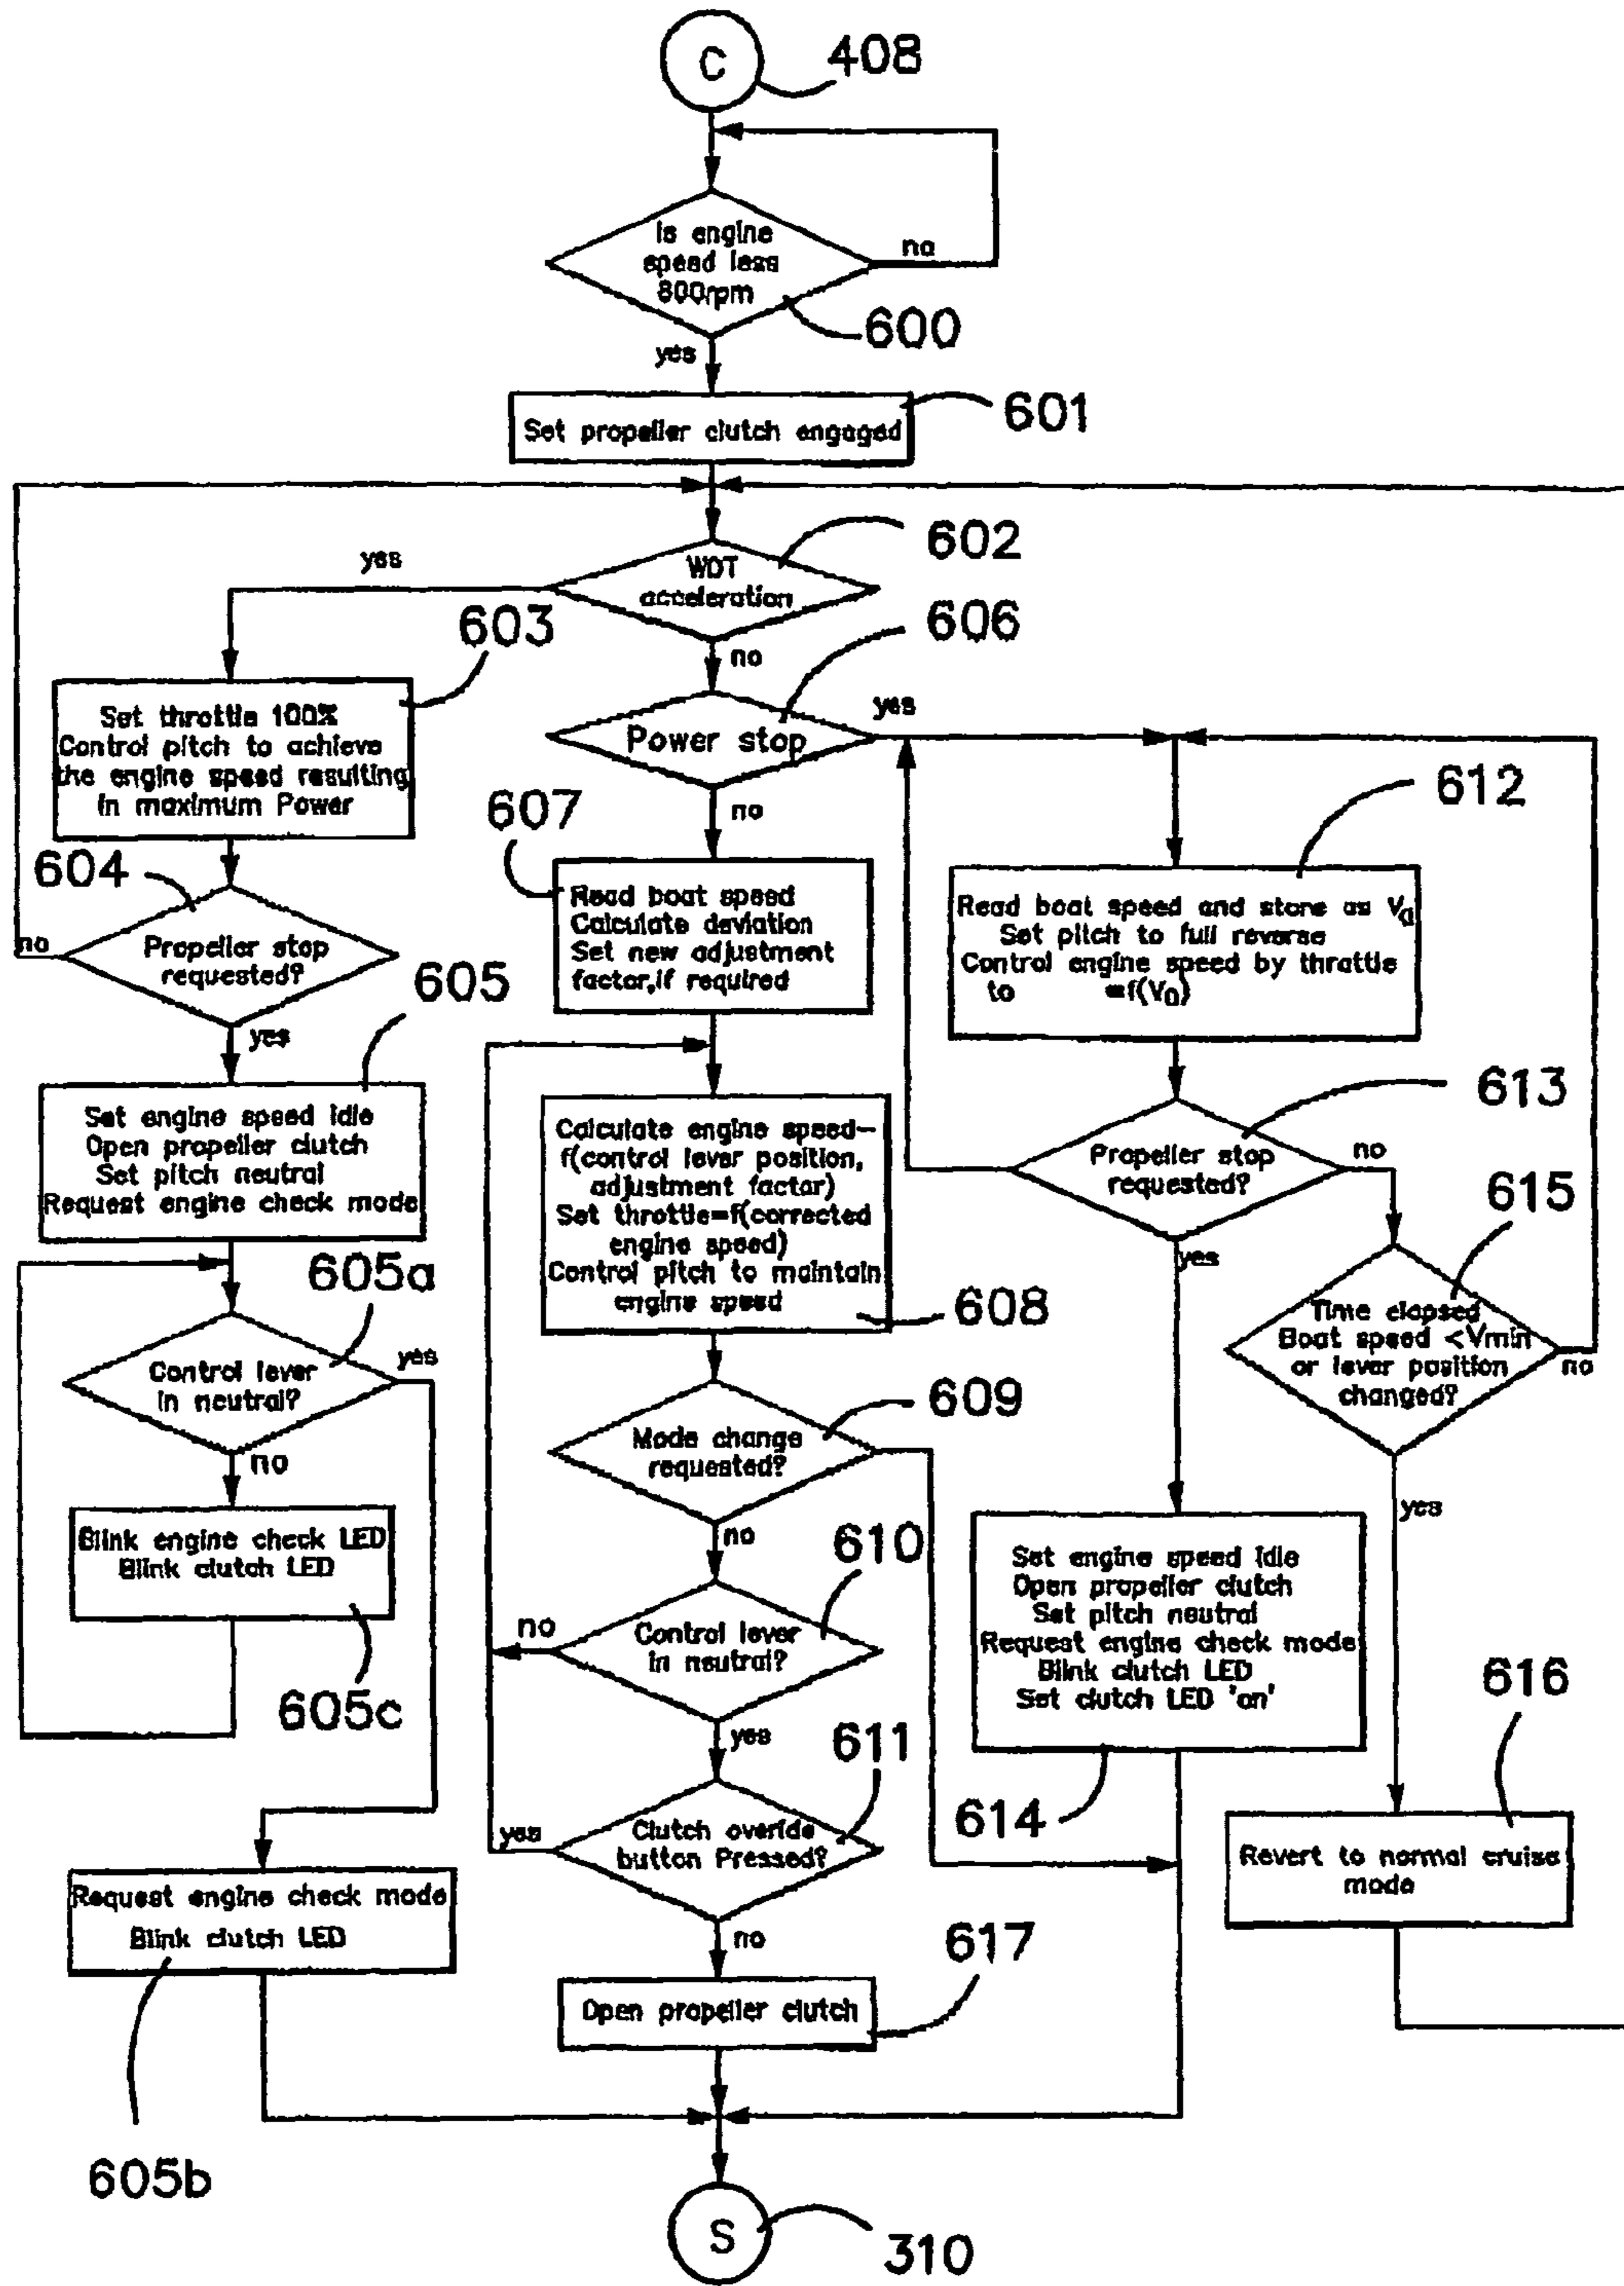 C
408
Is engine
speed less
800rpm
no
600
yes
Set propeller clutch engaged
601
602
yes
WOT
acceleration
603
606
no
Set throttle 100%
Control pitch to achieve
the engine speed resulting
in maximum Power
Power stop
yes
607
no
612
604
Read boat speed
Calculate deviation
Set new adjustment
factor,if required
Read boat speed and store as V0
Set pitch to full reverse
Control engine speed by throttle
to =f(V0)
no
Propeller stop
requested?
605
yes
613
Set engine speed idle
Open propeller clutch
Set pitch neutral
Request engine check mode
Calculate engine speed-
f(control lever position,
adjustment factor)
Set throttle=f(corrected
engine speed)
Control pitch to maintain
engine speed
608
Propeller stop
requested?
no
615
yes
605a
Time elapsed
Boat speed <Vmin
or lever position
changed?
no
Control lever
in neutral?
yes
609
Mode change
requested?
no
yes
Blink engine check LED
Blink clutch LED
605c
no
610
Set engine speed idle
Open propeller clutch
Set pitch neutral
Request engine check mode
Blink clutch LED
Set clutch LED 'on'
no
Control lever
in neutral?
616
yes
611
614
yes
Clutch overide
button Pressed?
Revert to normal cruise
mode
Request engine check mode
Blink clutch LED
no
617
Open propeller clutch
605b
S
310